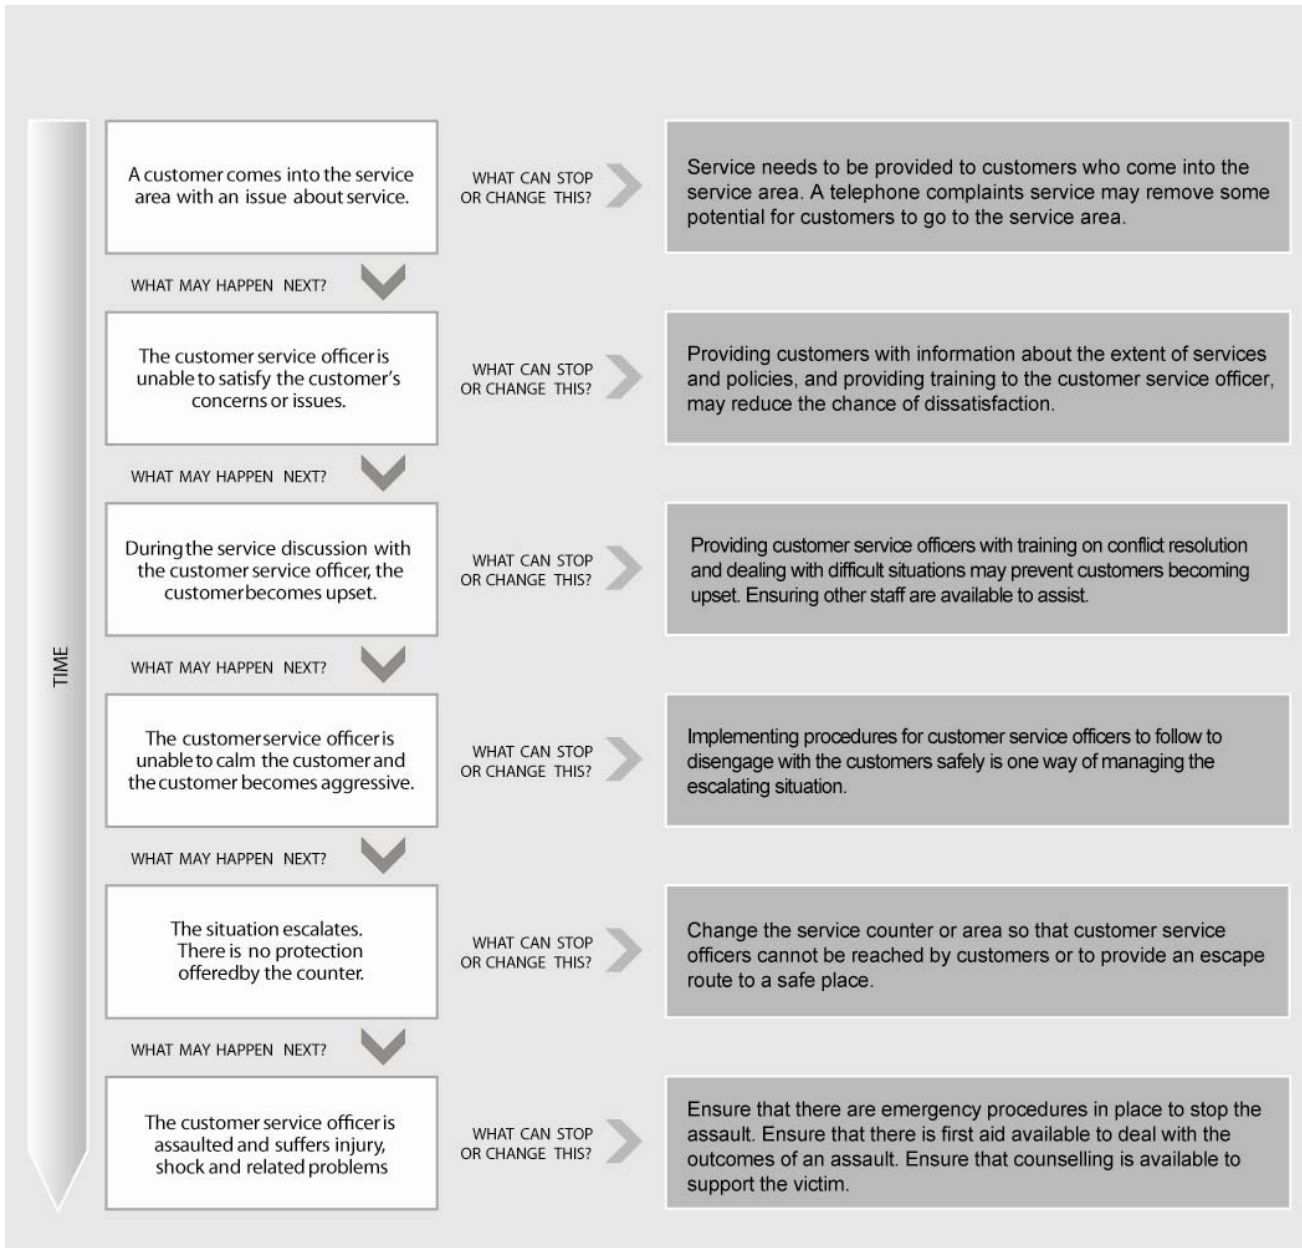 TIME
A customer comes into the service
area with an issue about service.
WHAT CAN STOP
OR CHANGE THIS?
Service needs to be provided to customers who come into the
service area. A telephone complaints service may remove some
potential for customers to go to the service area.
WHAT MAY HAPPEN NEXT?
The customer service officer is
unable to satisfy the customer's
concerns or issues.
WHAT CAN STOP
OR CHANGE THIS?
Providing customers with information about the extent of services
and policies, and providing training to the customer service officer,
may reduce the chance of dissatisfaction.
WHAT MAY HAPPEN NEXT?
During the service discussion with
the customer service officer, the
customer becomes upset.
WHAT CAN STOP
OR CHANGE THIS?
Providing customer service officers with training on conflict resolution
and dealing with difficult situations may prevent customers becoming
upset. Ensuring other staff are available to assist.
WHAT MAY HAPPEN NEXT?
The customer service officer is
unable to calm the customer and
the customer becomes aggressive.
WHAT CAN STOP
OR CHANGE THIS?
Implementing procedures for customer service officers to follow to
disengage with the customers safely is one way of managing the
escalating situation.
WHAT MAY HAPPEN NEXT?
The situation escalates.
There is no protection
offeredby the counter.
WHAT CAN STOP
OR CHANGE THIS?
Change the service counter or area so that customer service
officers cannot be reached by customers or to provide an escape
route to a safe place.
WHAT MAY HAPPEN NEXT?
The customer service officer is
assaulted and suffers injury,
shock and related problems
WHAT CAN STOP
OR CHANGE THIS?
Ensure that there are emergency procedures in place to stop the
assault. Ensure that there is first aid available to deal with the
outcomes of an assault. Ensure that counselling is available to
support the victim.